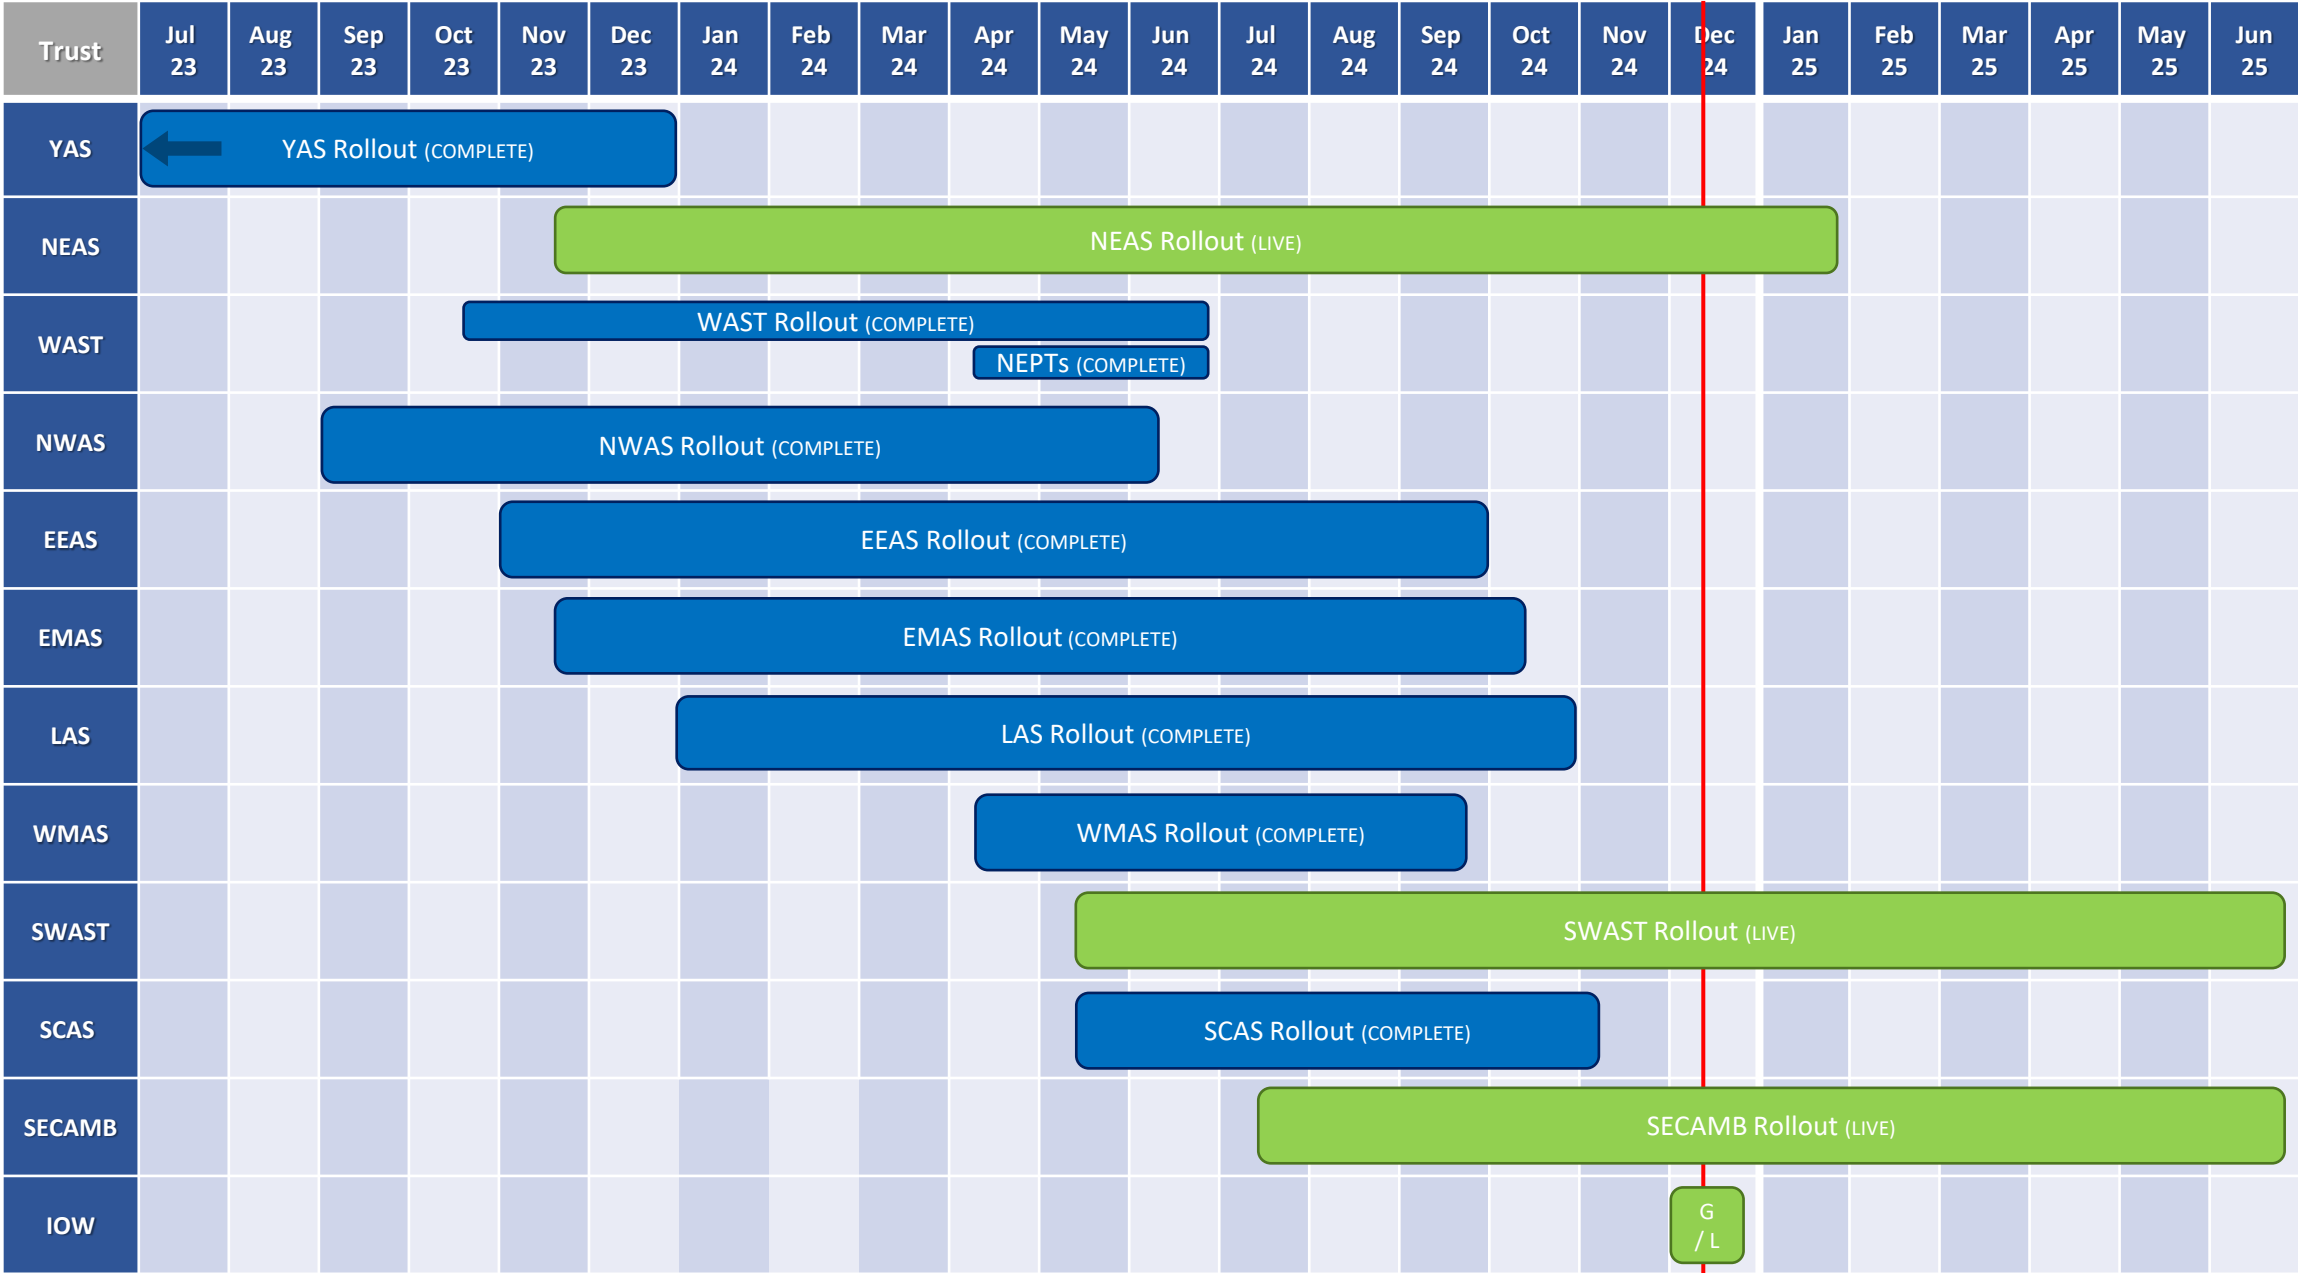 Trust
Jul 23
Aug 23
Sep 23
Oct 23
Nov 23
Dec 23
Jan 24
Feb 24
Mar 24
Apr 24
May 24
Jun 24
Jul 24
Aug 24
Sep 24
Oct 24
Nov 24
Dec 24
Jan 25
Feb 25
Mar 25
Apr 25
May 25
Jun 25
YAS
YAS Rollout (COMPLETE)
NEAS
NEAS Rollout (LIVE)
WAST
WAST Rollout (COMPLETE)
NEPTs (COMPLETE)
NWAS
NWAS Rollout (COMPLETE)
EEAS
EEAS Rollout (COMPLETE)
EMAS
EMAS Rollout (COMPLETE)
LAS
LAS Rollout (COMPLETE)
WMAS
WMAS Rollout (COMPLETE)
SWAST
SWAST Rollout (LIVE)
SCAS
SCAS Rollout (COMPLETE)
SECAMB
SECAMB Rollout (LIVE)
IOW
G
/ L